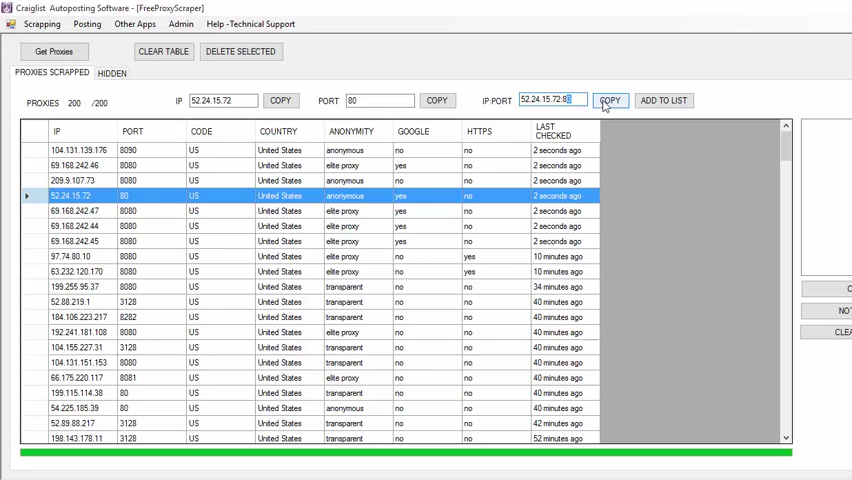 Craiglist Autoposting Software - [FreeProxyScraper]
Scrapping Posting Other Apps Admin Help -Technical Support
Get Proxies CLEAR TABLE DELETE SELECTED
PROXIES SCRAPPED HIDDEN
PROXIES 200 /200 IP 52.24.15.72 COPY PORT 80 COPY IP:PORT 52.24.15.72:80 COPY ADD TO LIST
IP PORT CODE COUNTRY ANONYMITY GOOGLE HTTPS LAST CHECKED
104.131.139.176 8090 US United States anonymous no no 2 seconds ago
69.168.242.46 8080 US United States elite proxy yes no 2 seconds ago
209.9.107.73 8080 US United States anonymous no no 2 seconds ago
52.24.15.72 80 US United States anonymous yes no 2 seconds ago
69.168.242.47 8080 US United States elite proxy yes no 2 seconds ago
69.168.242.44 8080 US United States elite proxy yes no 2 seconds ago
69.168.242.45 8080 US United States elite proxy yes no 2 seconds ago
97.74.80.10 80 US United States elite proxy no yes 10 minutes ago
63.232.120.170 8080 US United States elite proxy no yes 10 minutes ago
199.255.95.37 8080 US United States transparent no no 34 minutes ago
52.88.219.1 3128 US United States transparent no no 40 minutes ago
184.106.223.217 8282 US United States transparent no no 40 minutes ago
192.241.181.108 8080 US United States elite proxy no no 40 minutes ago
104.155.227.31 3128 US United States transparent no no 40 minutes ago
104.131.151.153 8080 US United States transparent no no 40 minutes ago
66.175.220.117 8081 US United States elite proxy no no 40 minutes ago
199.115.114.38 80 US United States transparent no no 40 minutes ago
54.225.185.39 80 US United States anonymous no no 40 minutes ago
52.89.88.217 3128 US United States transparent no no 42 minutes ago
198.143.178.11 3128 US United States transparent no no 52 minutes ago
NOT
CLEA